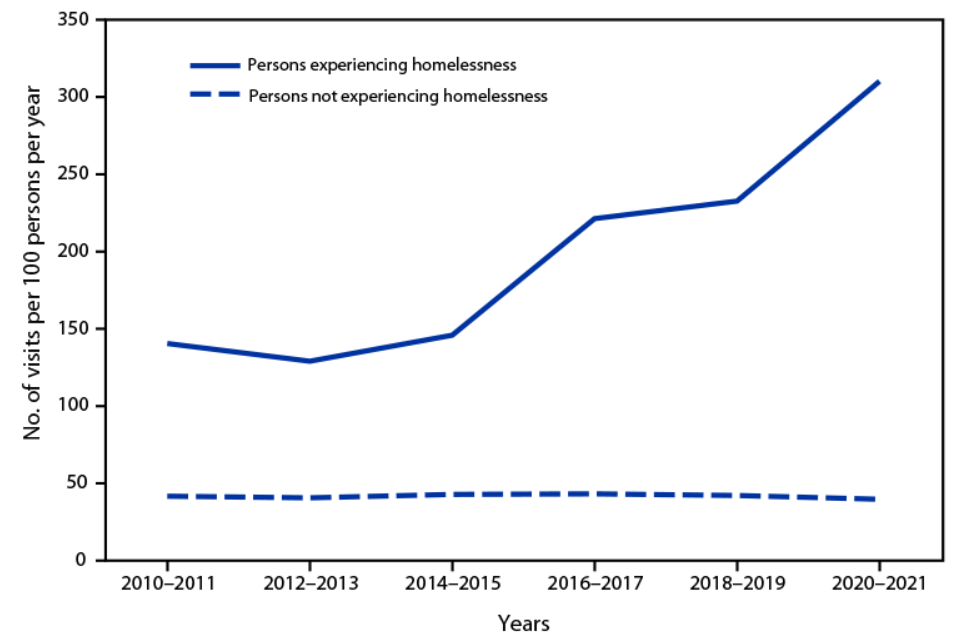 350
300
250
200
150
100
50
0
No. of visits per 100 persons per year
Persons experiencing homelessness
Persons not experiencing homelessness
2010–2011 2012–2013 2014–2015 2016–2017 2018–2019 2020–2021
Years